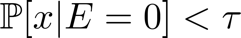 ℙ[x|E = 0] < τ